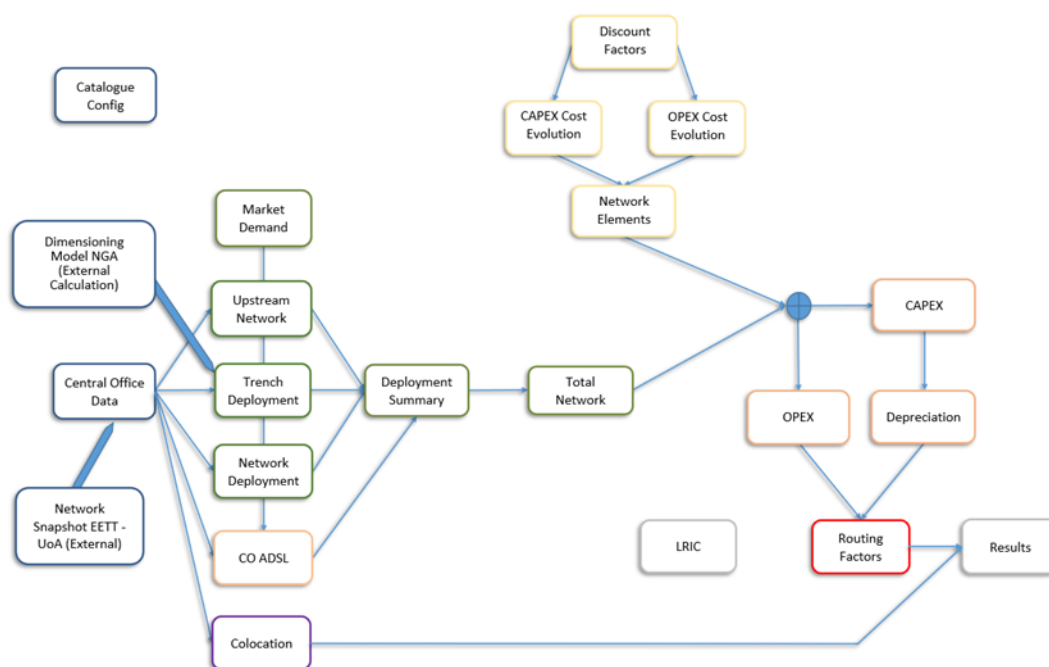 Discount
Factors
Catalogue
Config
CAPEX Cost
Evolution
OPEX Cost
Evolution
Market
Demand
Network
Elements
Dimensioning
Model NGA
(External
Calculation)
Upstream
Network
CAPEX
Central Office
Data
Trench
Deployment
Deployment
Summary
Total
Network
OPEX
Depreciation
Network
Deployment
Network
Snapshot EETT -
UoA (External)
CO ADSL
LRIC
Routing
Factors
Results
Colocation